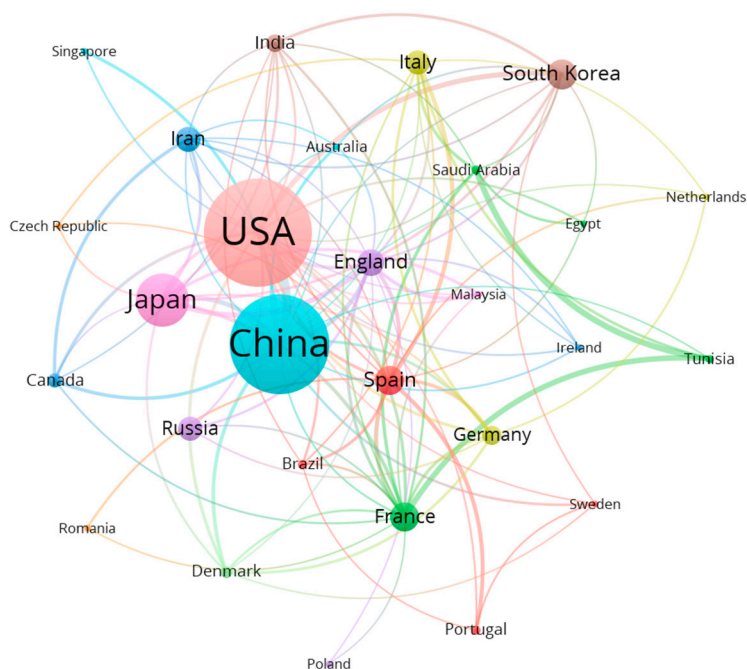 India
Singapore
Italy
South Korea
Iran
Australia
Saudi Arabia
Netherlands
Czech Republic
USA
Egypt
England
Japan
Malaysia
China
Ireland
Tunisia
Canada
Spain
Russia
Germany
Brazil
Sweden
France
Romania
Denmark
Portugal
Poland